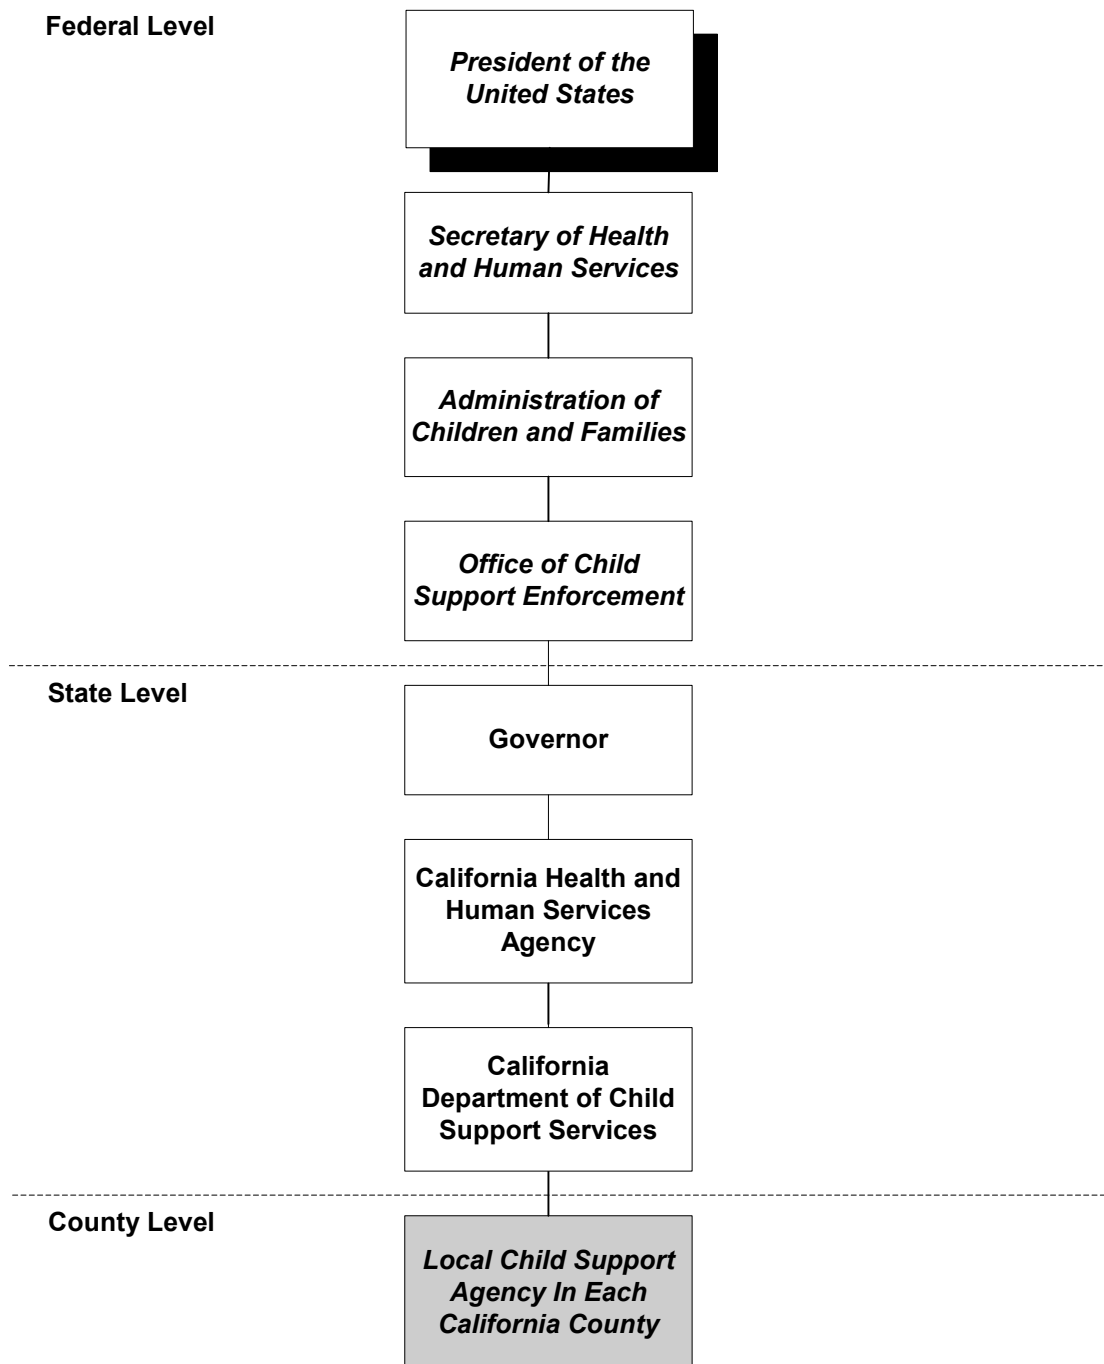 Federal Level
President of the
United States
Secretary of Health
and Human Services
Administration of
Children and Families
Office of Child
Support Enforcement
State Level
Governor
California Health and
Human Services
Agency
California
Department of Child
Support Services
County Level
Local Child Support
Agency In Each
California County